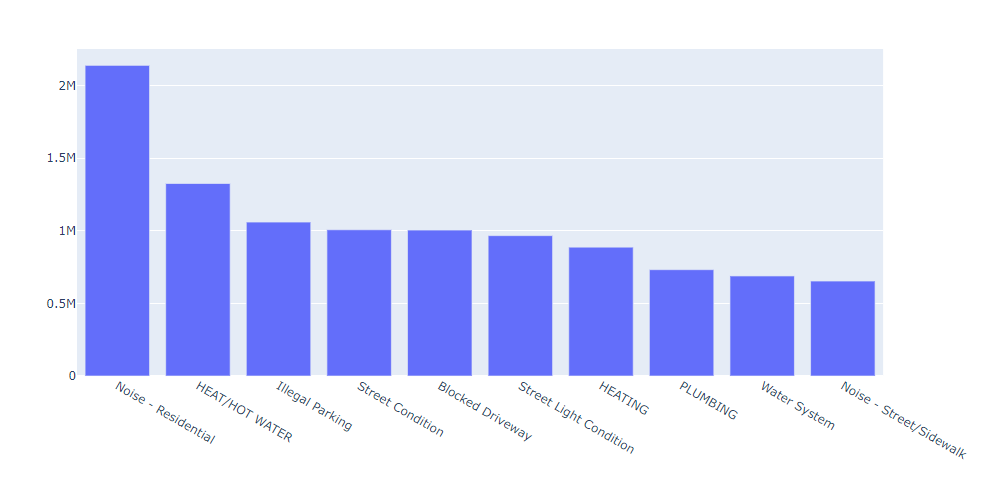 2M
1.5M
1M
0.5M
0
Noise - Residential
HEAT/HOT WATER
Illegal Parking
Street Condition
Blocked Driveway
Street Light Condition
HEATING
PLUMBING
Water System
Noise - Street/Sidewalk